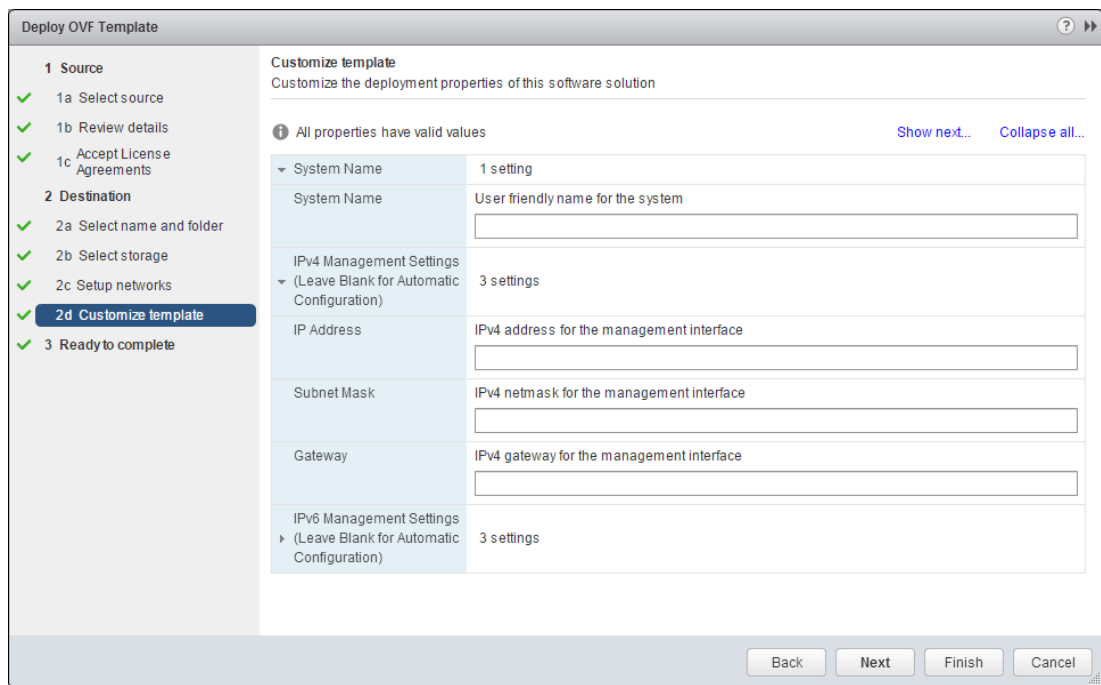 Deploy OVF Template
1 Source
1a Select source
1b Review details
1c Accept License
Agreements
2 Destination
2a Select name and folder
2b Select storage
2c Setup networks
2d Customize template
3 Ready to complete
Customize template
Customize the deployment properties of this software solution
All properties have valid values
Show next...
Collapse all...
System Name
1 setting
System Name
User friendly name for the system
IPv4 Management Settings
(Leave Blank for Automatic
Configuration)
3 settings
IP Address
IPv4 address for the management interface
Subnet Mask
IPv4 netmask for the management interface
Gateway
IPv4 gateway for the management interface
IPv6 Management Settings
(Leave Blank for Automatic
Configuration)
3 settings
Back
Next
Finish
Cancel